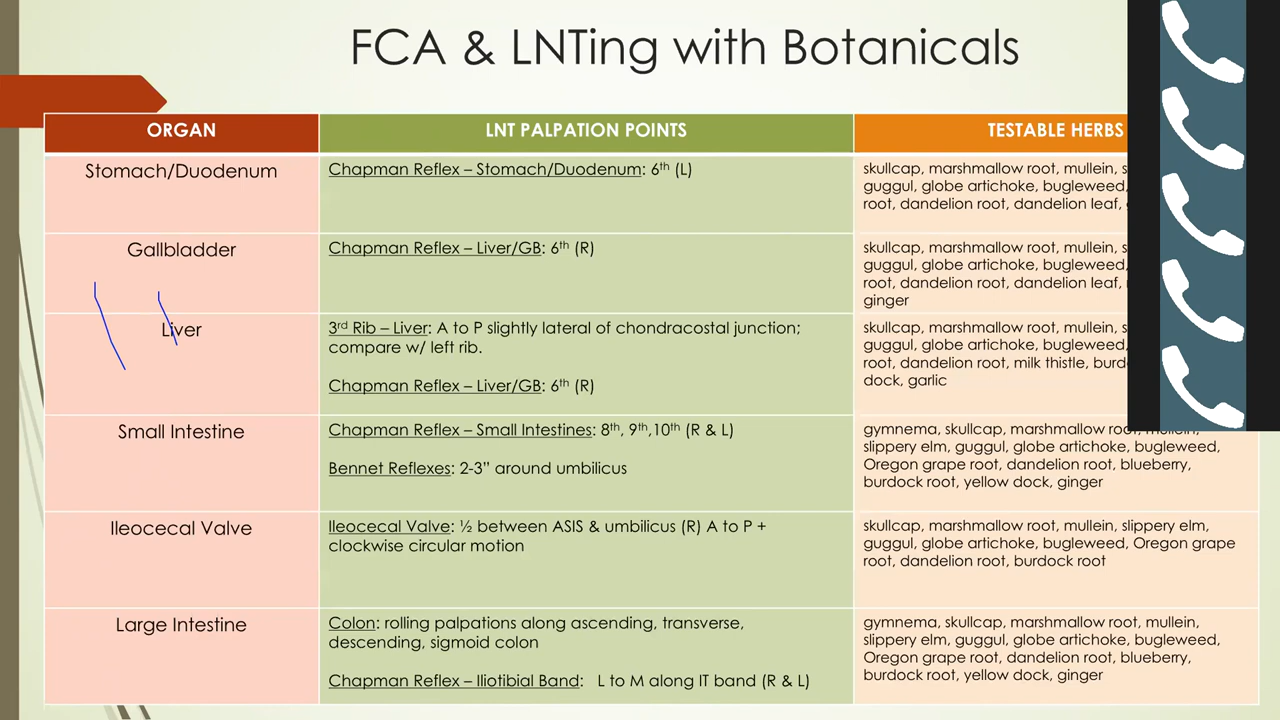 FCA & LNTing with Botanicals
ORGAN
LNT PALPATION POINTS
TESTABLE HERBS
Stomach/Duodenum
Chapman Reflex – Stomach/Duodenum: 6th (L)
skullcap, marshmallow root, mullein,
guggul, globe artichoke, bugleweed,
root, dandelion root, dandelion leaf,
Gallbladder
Chapman Reflex – Liver/GB: 6th (R)
skullcap, marshmallow root, mullein,
guggul, globe artichoke, bugleweed,
root, dandelion root, dandelion leaf,
ginger
Liver
3rd Rib – Liver: A to P slightly lateral of chondracostal junction;
compare w/ left rib.
Chapman Reflex – Liver/GB: 6th (R)
skullcap, marshmallow root, mullein,
guggul, globe artichoke, bugleweed,
root, dandelion root, milk thistle,
dock, garlic
Small Intestine
Chapman Reflex – Small Intestines: 8th, 9th,10th (R & L)
Bennet Reflexes: 2-3” around umbilicus
gymnema, skullcap, marshmallow root, mullein,
slippery elm, guggul, globe artichoke, bugleweed,
Oregon grape root, dandelion root, blueberry,
burdock root, yellow dock, ginger
Ileocecal Valve
Ileocecal Valve: ½ between ASIS & umbilicus (R) A to P +
clockwise circular motion
skullcap, marshmallow root, mullein, slippery elm,
guggul, globe artichoke, bugleweed, Oregon grape
root, dandelion root, burdock root
Large Intestine
Colon: rolling palpations along ascending, transverse,
descending, sigmoid colon
Chapman Reflex – Iliotibial Band: L to M along IT band (R & L)
gymnema, skullcap, marshmallow root, mullein,
slippery elm, guggul, globe artichoke, bugleweed,
Oregon grape root, dandelion root, blueberry,
burdock root, yellow dock, ginger